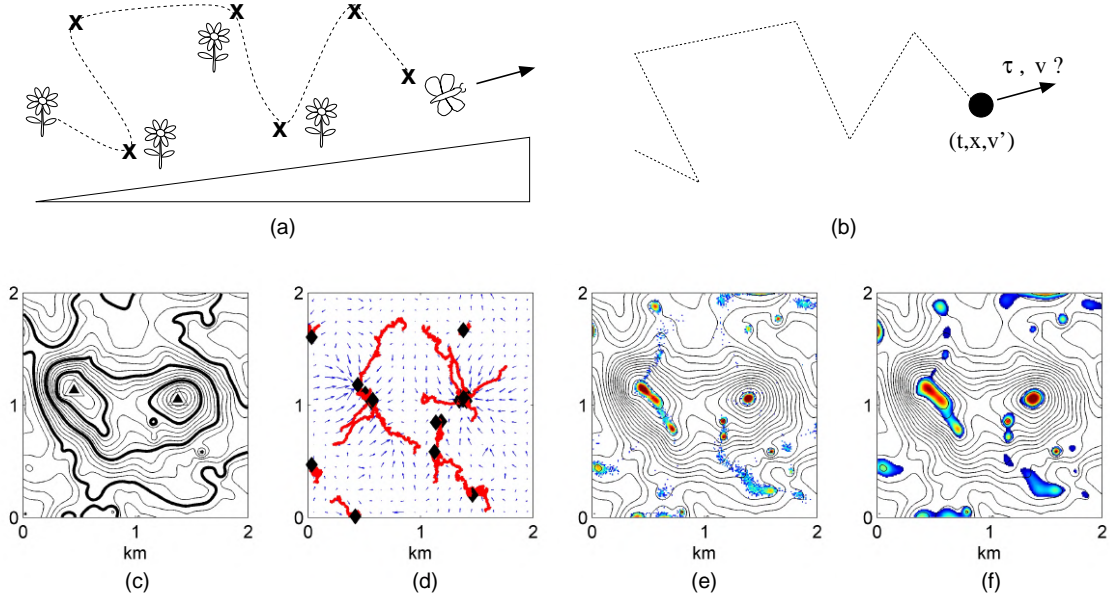 X X X X X X
τ , v ?
(t,x,v’)
(a)
(b)
2 2 2 2
1 1 1 1
0 0 0 0
0 1 2 0 1 2 0 1 2 0 1 2
km km km km
(c) (d) (e) (f)